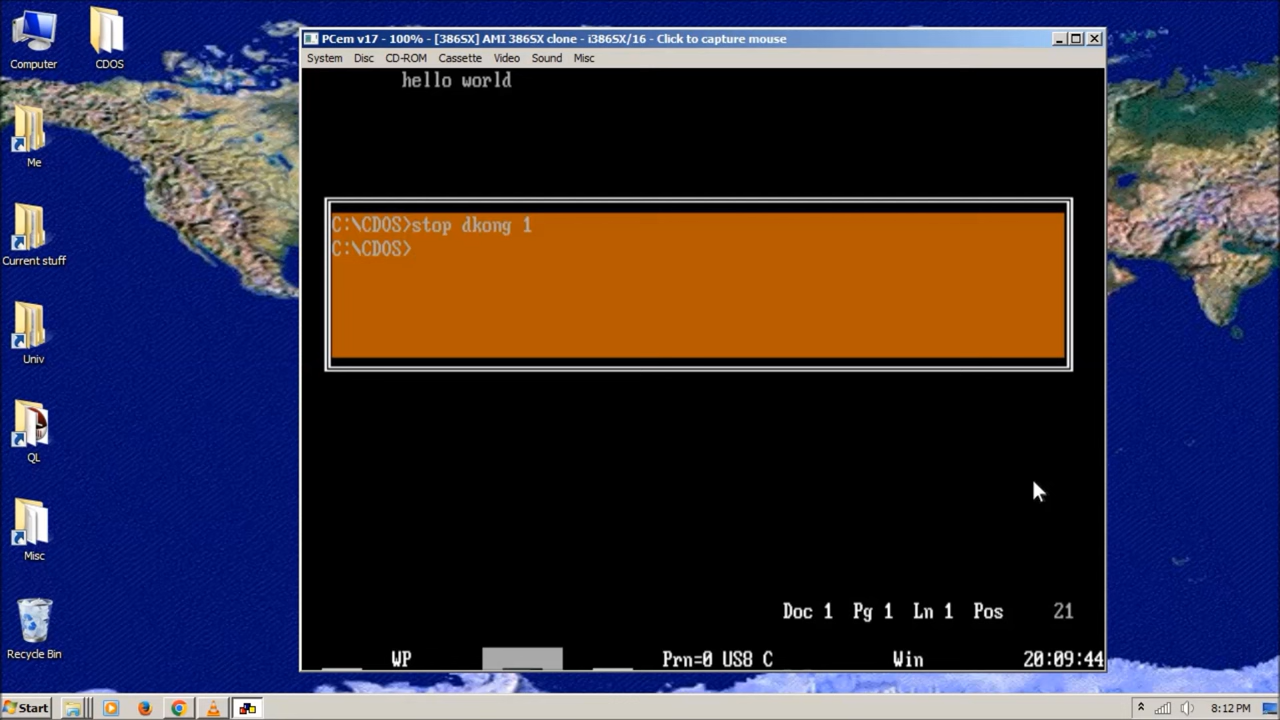 Computer
CDOS
Me
Current stuff
Univ
QL
Misc
Recycle Bin
PCem v17 - 100% - [386SX] AMI 386SX clone - i386SX/16 - Click to capture mouse
System Disc CD-ROM Cassette Video Sound Misc
hello world
C:\CDOS>stop dkong 1
C:\CDOS>
Doc 1 Pg 1 Ln 1 Pos 21
WP Prn=0 US8 C Win 20:09:44
Start
8:12 PM